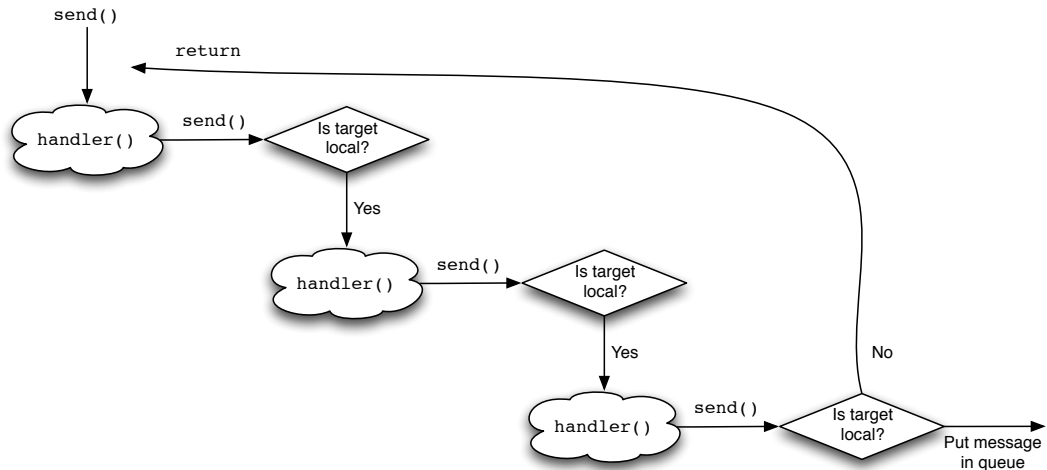 send()
return
handler()
send()
Is target
local?
Yes
handler()
send()
Is target
local?
Yes
No
handler()
send()
Is target
local?
Put message
in queue